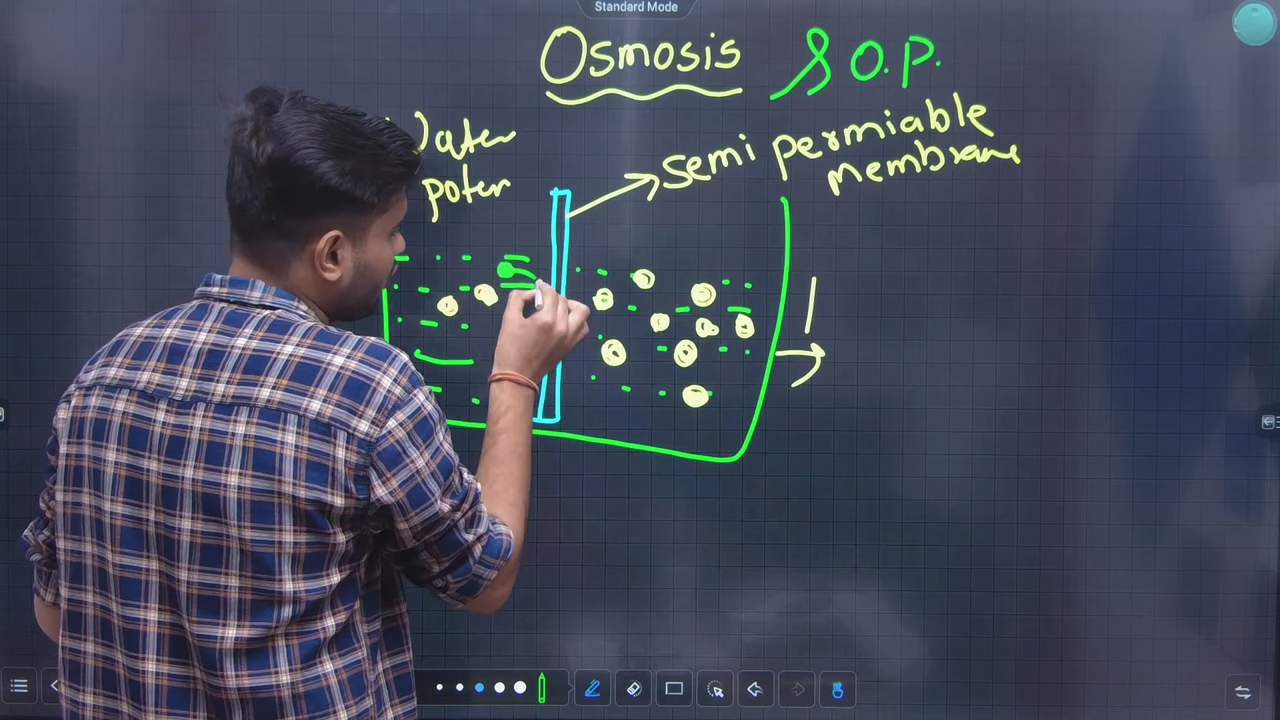 Standard Mode
Osmosis S.O.P.
Water
poten
semi permiable
membrane